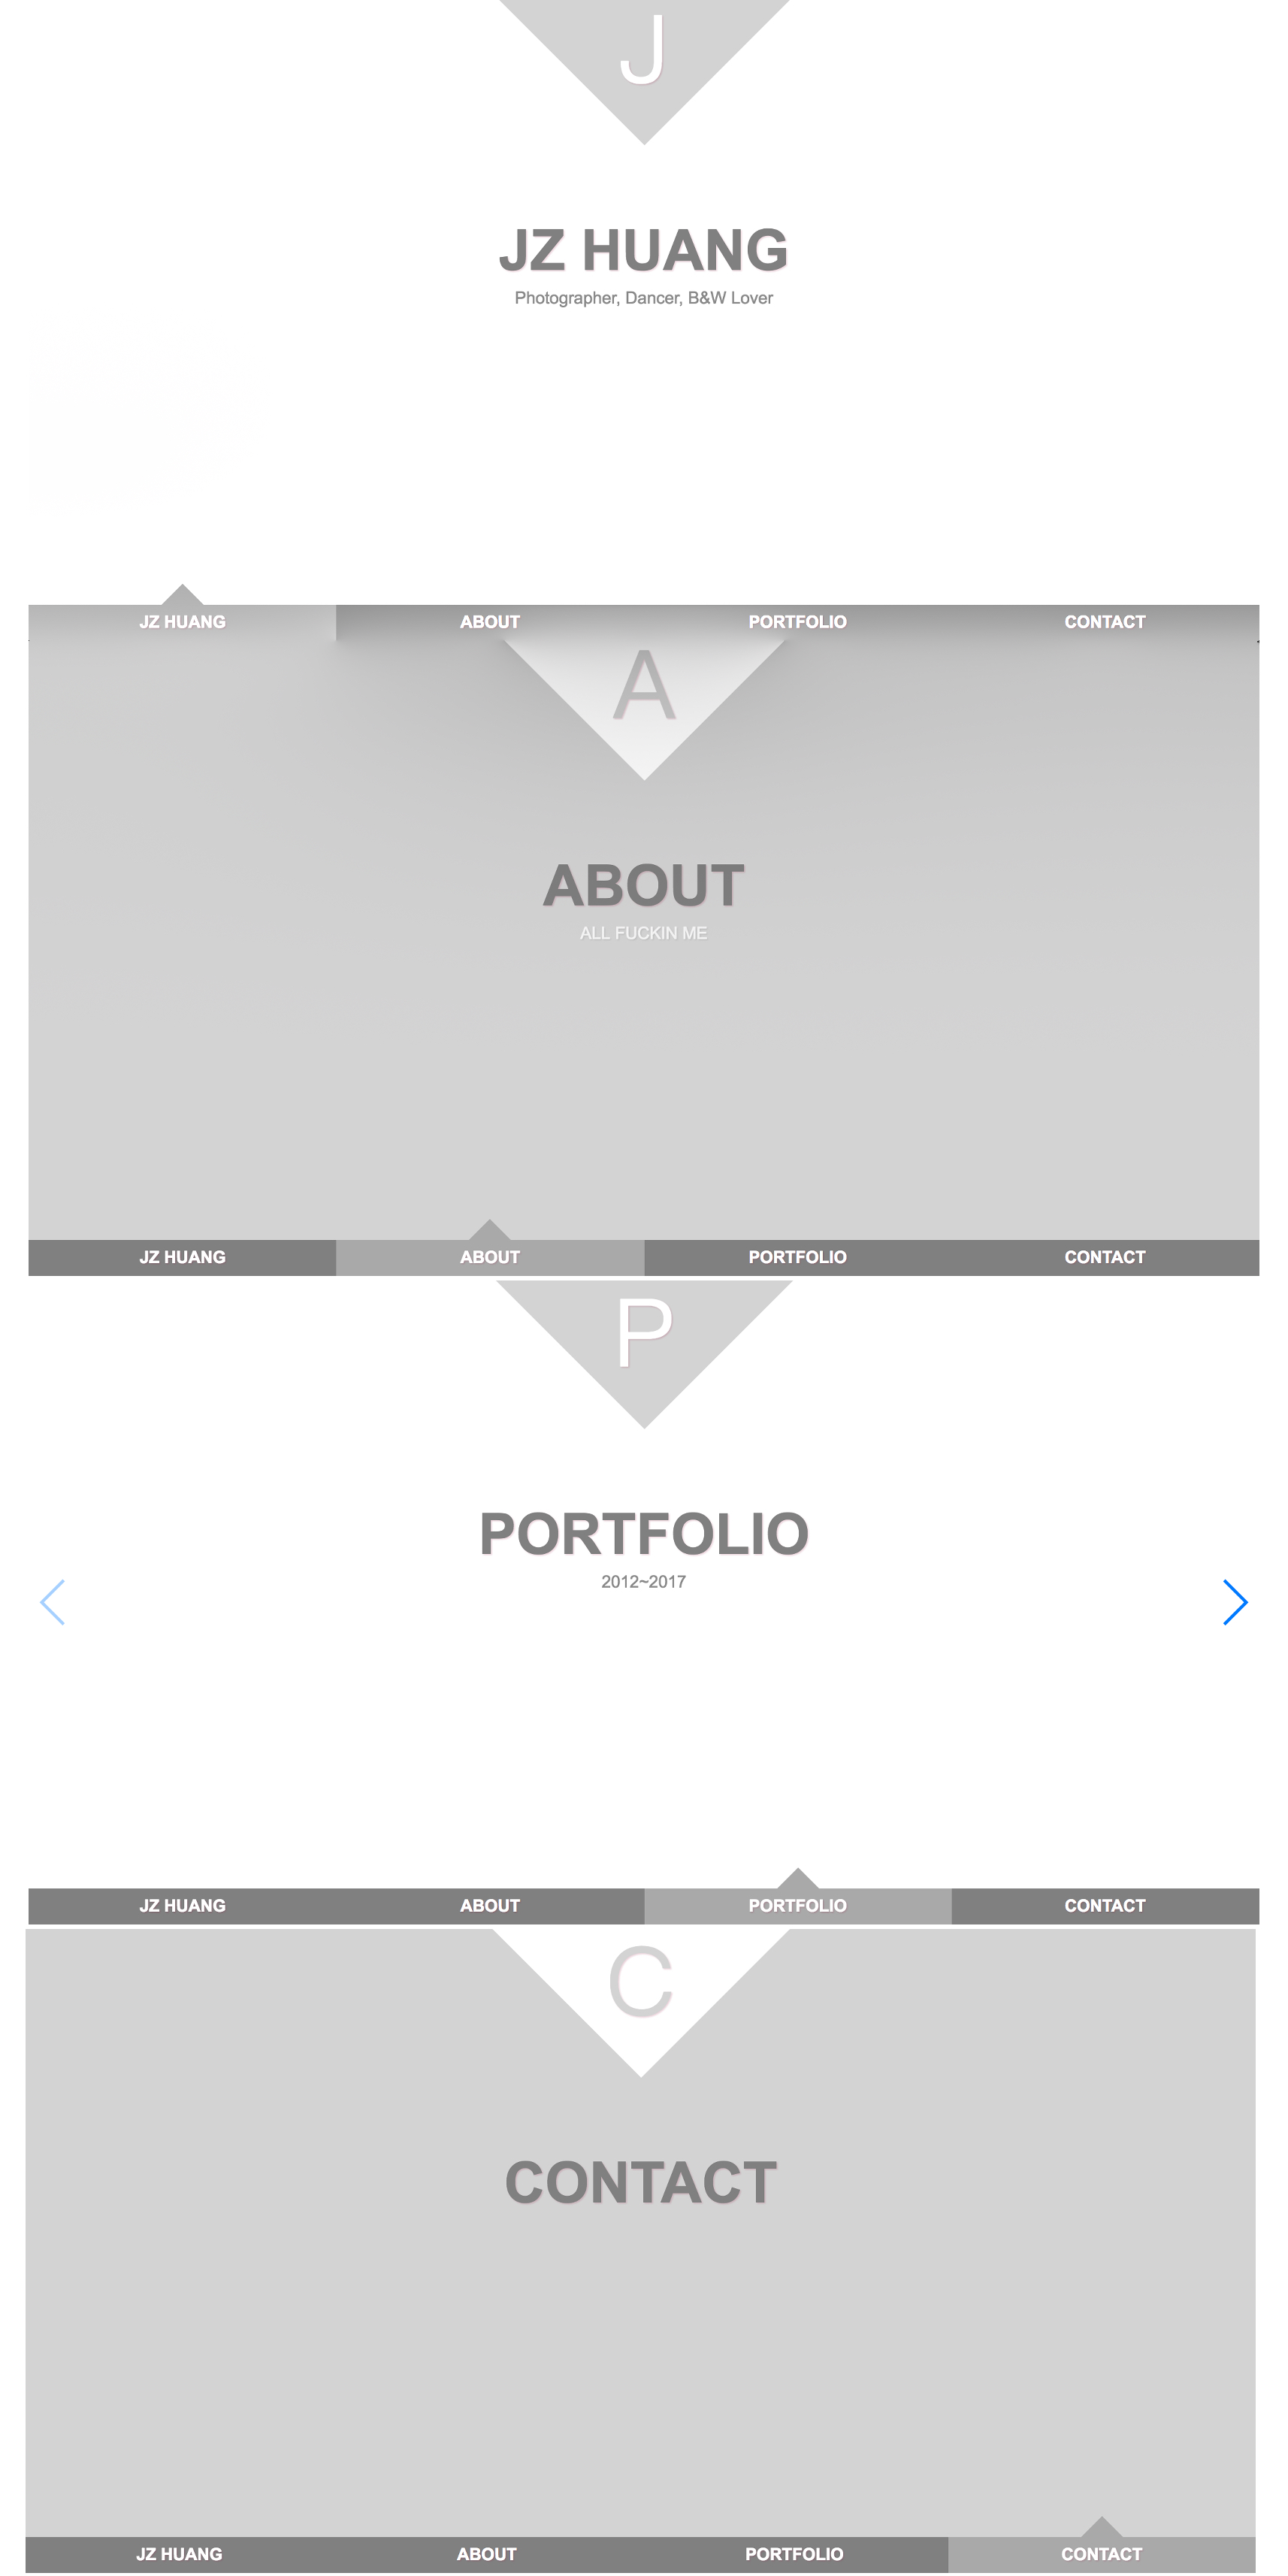 J
JZ HUANG
Photographer, Dancer, B&W Lover
JZ HUANG ABOUT PORTFOLIO CONTACT
A
ABOUT
ALL FUCKIN ME
JZ HUANG ABOUT PORTFOLIO CONTACT
P
PORTFOLIO
2012~2017
JZ HUANG ABOUT PORTFOLIO CONTACT
C
CONTACT
JZ HUANG ABOUT PORTFOLIO CONTACT